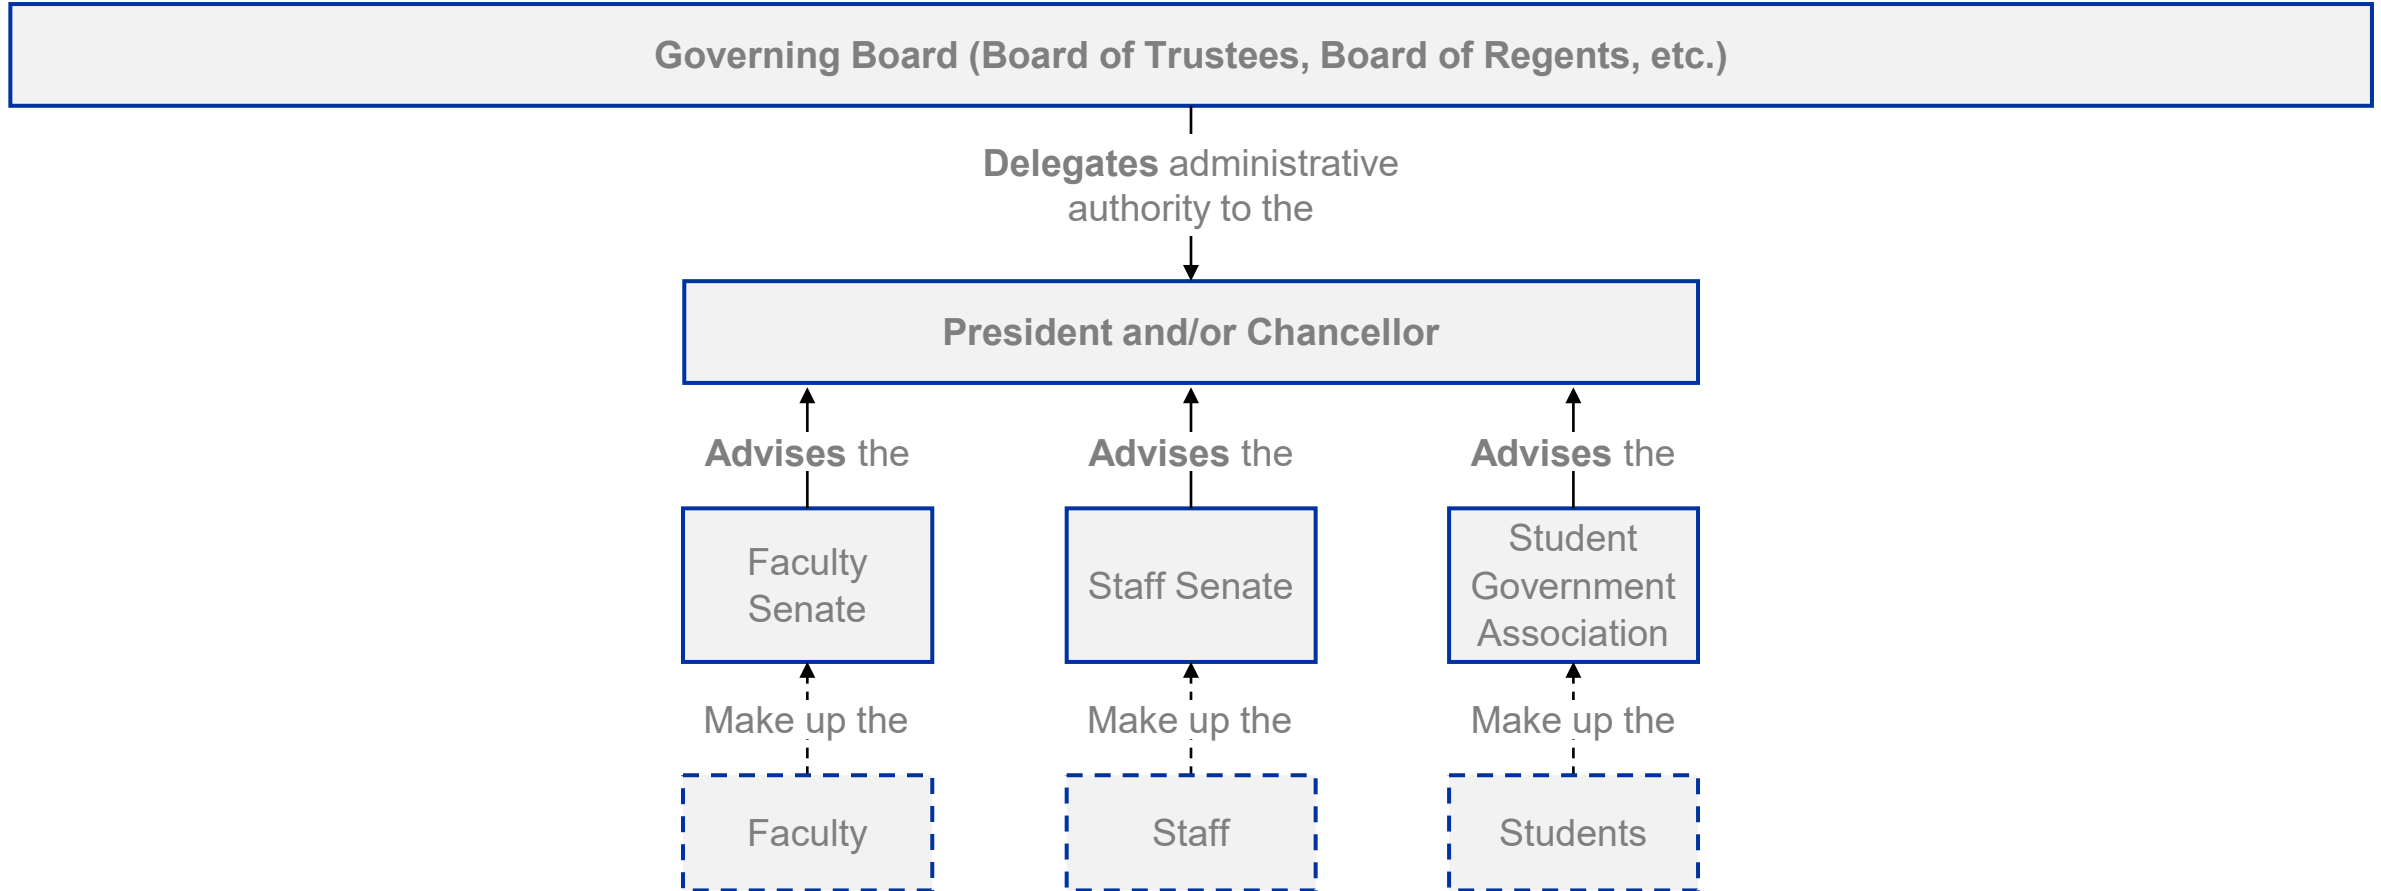 Governing Board (Board of Trustees, Board of Regents, etc.)
Delegates administrative
authority to the
President and/or Chancellor
Advises the
Advises the
Advises the
Faculty
Senate
Staff Senate
Student
Government
Association
Make up the
Make up the
Make up the
Faculty
Staff
Students